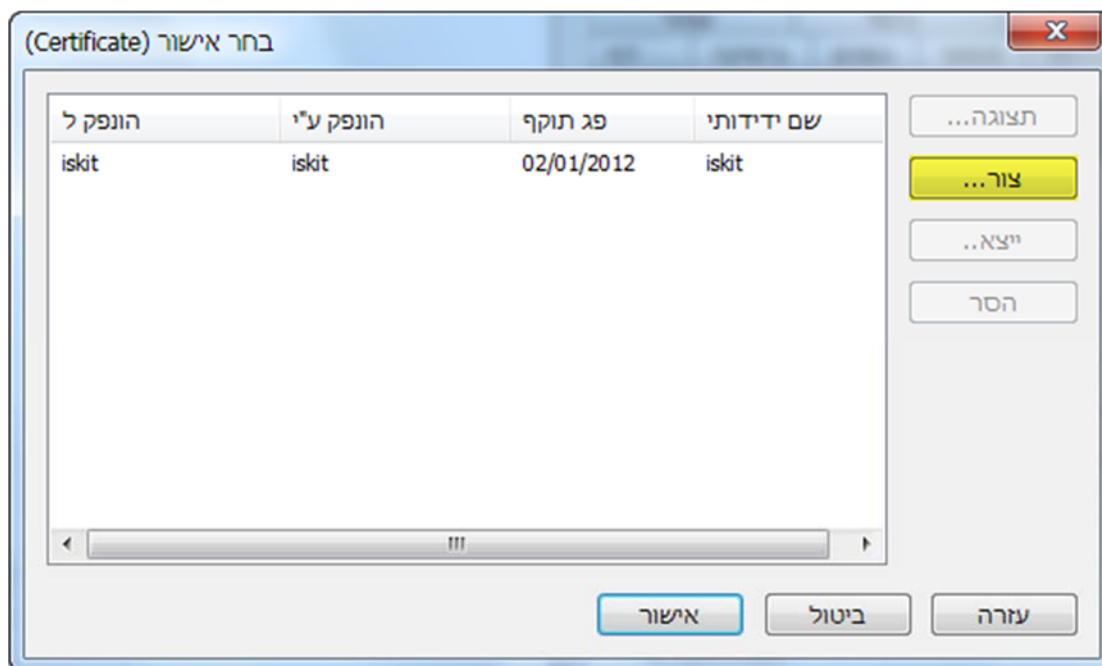 בחר אישור (Certificate)
הונפק ל	הונפק ע"י	פג תוקף	שם ידידותי
iskit	iskit	02/01/2012	iskit
תצוגה...
צור...
ייצא..
הסר
אישור	ביטול	עזרה